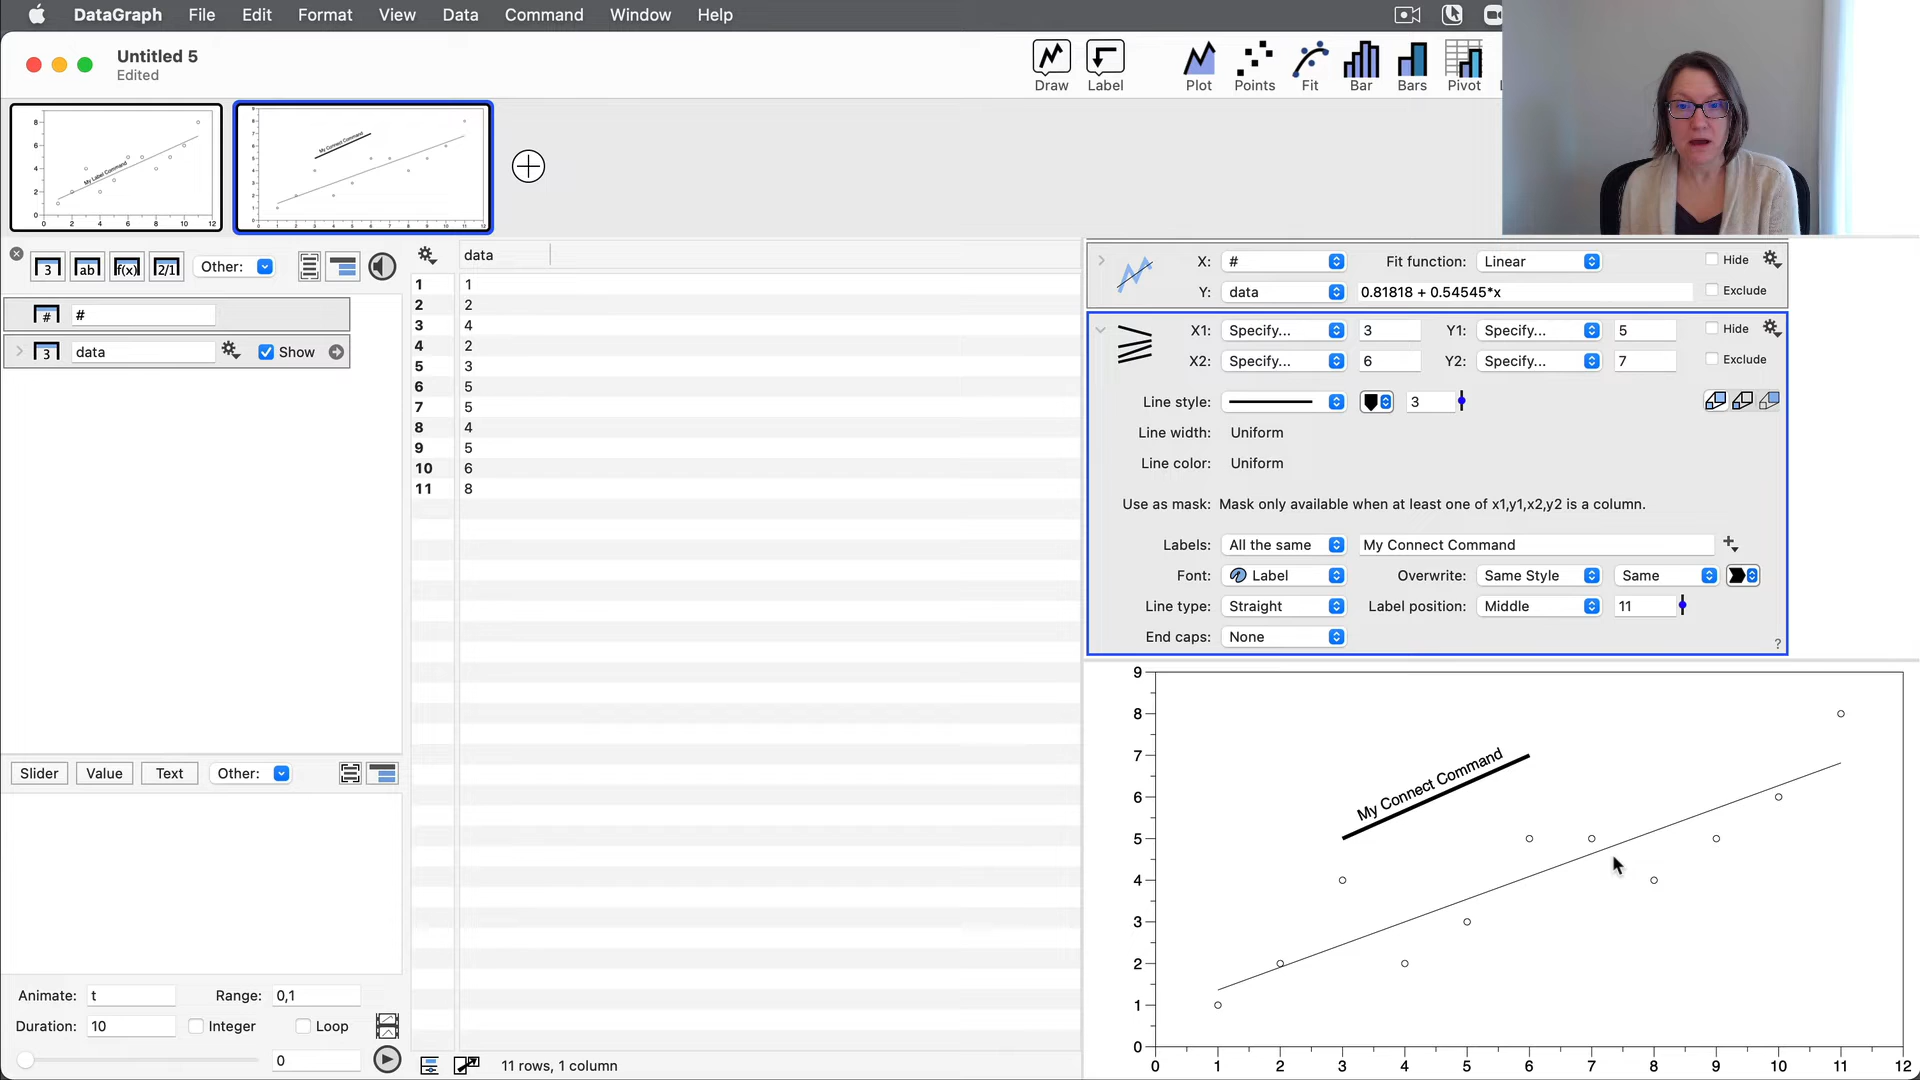 DataGraph File Edit Format View Data Command Window Help
Untitled 5
Edited
Draw Label Plot Points Fit Bar Bars Pivot
My Label Command
My Connect Command
3 ab f(x) 2/1 Other:
# #
3 data Show
data
1 1
2 2
3 4
4 2
5 3
6 5
7 5
8 4
9 5
10 6
11 8
Slider Value Text Other:
Animate: t Range: 0,1
Duration: 10 Integer Loop
0
11 rows, 1 column
X: # Fit function: Linear Hide
Y: data 0.81818 + 0.54545*x Exclude
X1: Specify... 3 Y1: Specify... 5 Hide
X2: Specify... 6 Y2: Specify... 7 Exclude
Line style: 3
Line width: Uniform
Line color: Uniform
Use as mask: Mask only available when at least one of x1,y1,x2,y2 is a column.
Labels: All the same My Connect Command
Font: Label Overwrite: Same Style Same
Line type: Straight Label position: Middle 11
End caps: None ?
9
8
7
6
5
4
3
2
1
0
My Connect Command
0 1 2 3 4 5 6 7 8 9 10 11 12